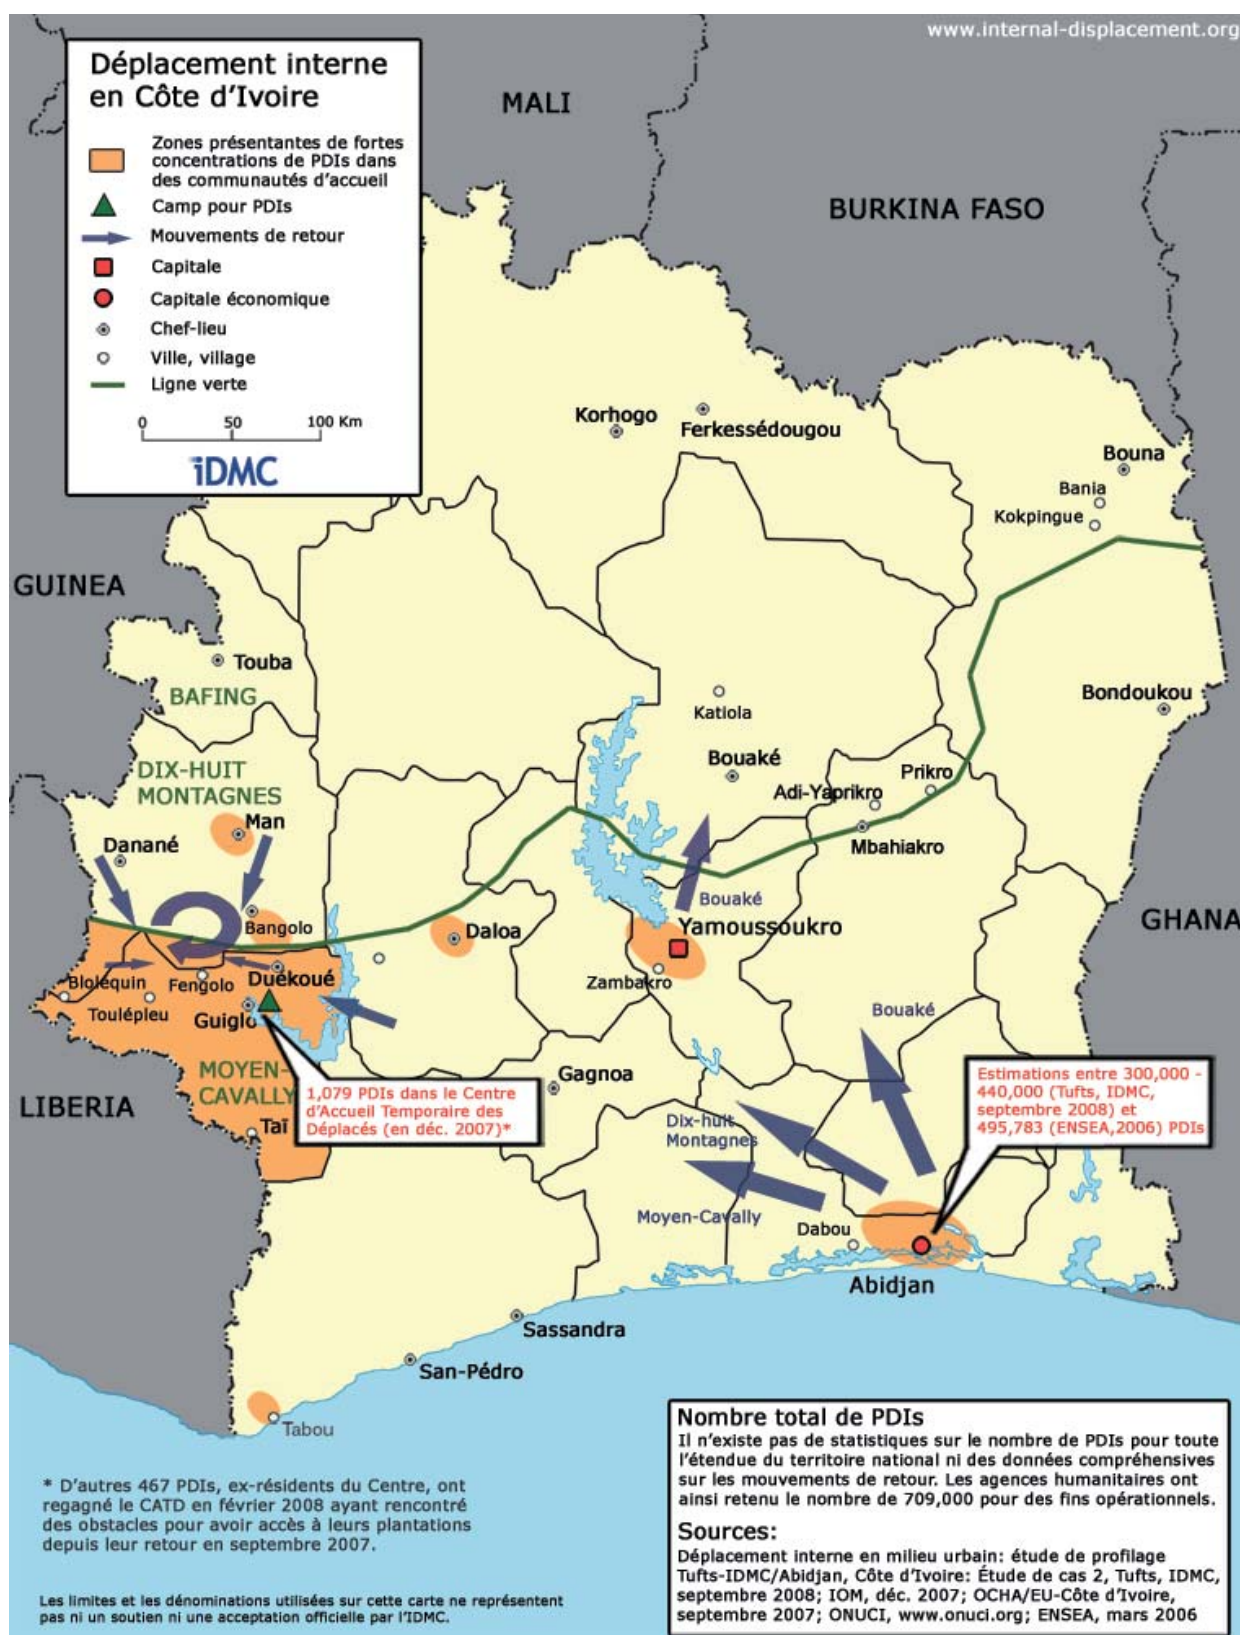 www.internal-displacement.org
Déplacement interne
en Côte d'Ivoire
Zones présentantes de fortes
concentrations de PDIs dans
des communautés d'accueil
Camp pour PDIs
Mouvements de retour
Capitale
Capitale économique
Chef-lieu
Ville, village
Ligne verte
0 50 100 Km
iDMC
MALI
BURKINA FASO
Korhogo
Ferkessédougou
Bouna
Bania
Kokpingue
GUINEA
Touba
BAFING
Katiola
Bondoukou
DIX-HUIT
MONTAGNES
Bouaké
Prikro
Adi-Yaprikro
Man
Danané
Mbahiakro
Bouaké
Bangolo
Daloa
Yamoussoukro
GHANA
Blolequin
Fengolo
Duékoué
Zambakro
Toulépleu
Guiglo
Bouaké
MOYEN-
CAVALLY
LIBERIA
1,079 PDIs dans le Centre
d'Accueil Temporaire des
Déplacés (en déc. 2007)*
Gagnoa
Estimations entre 300,000 -
440,000 (Tufts, IDMC,
septembre 2008) et
495,783 (ENSEA,2006) PDIs
Taï
Dix-huit
Montagnes
Moyen-Cavally
Dabou
Abidjan
Sassandra
San-Pédro
Tabou
Nombre total de PDIs
Il n'existe pas de statistiques sur le nombre de PDIs pour toute
l'étendue du territoire national ni des données compréhensives
sur les mouvements de retour. Les agences humanitaires ont
ainsi retenu le nombre de 709,000 pour des fins opérationnels.
Sources:
Déplacement interne en milieu urbain: étude de profilage
Tufts-IDMC/Abidjan, Côte d'Ivoire: Étude de cas 2, Tufts, IDMC,
septembre 2008; IOM, déc. 2007; OCHA/EU-Côte d'Ivoire,
septembre 2007; ONUCI, www.onuci.org; ENSEA, mars 2006
* D'autres 467 PDIs, ex-résidents du Centre, ont
regagné le CATD en février 2008 ayant rencontré
des obstacles pour avoir accès à leurs plantations
depuis leur retour en septembre 2007.
Les limites et les dénominations utilisées sur cette carte ne représentent
pas ni un soutien ni une acceptation officielle par l'IDMC.